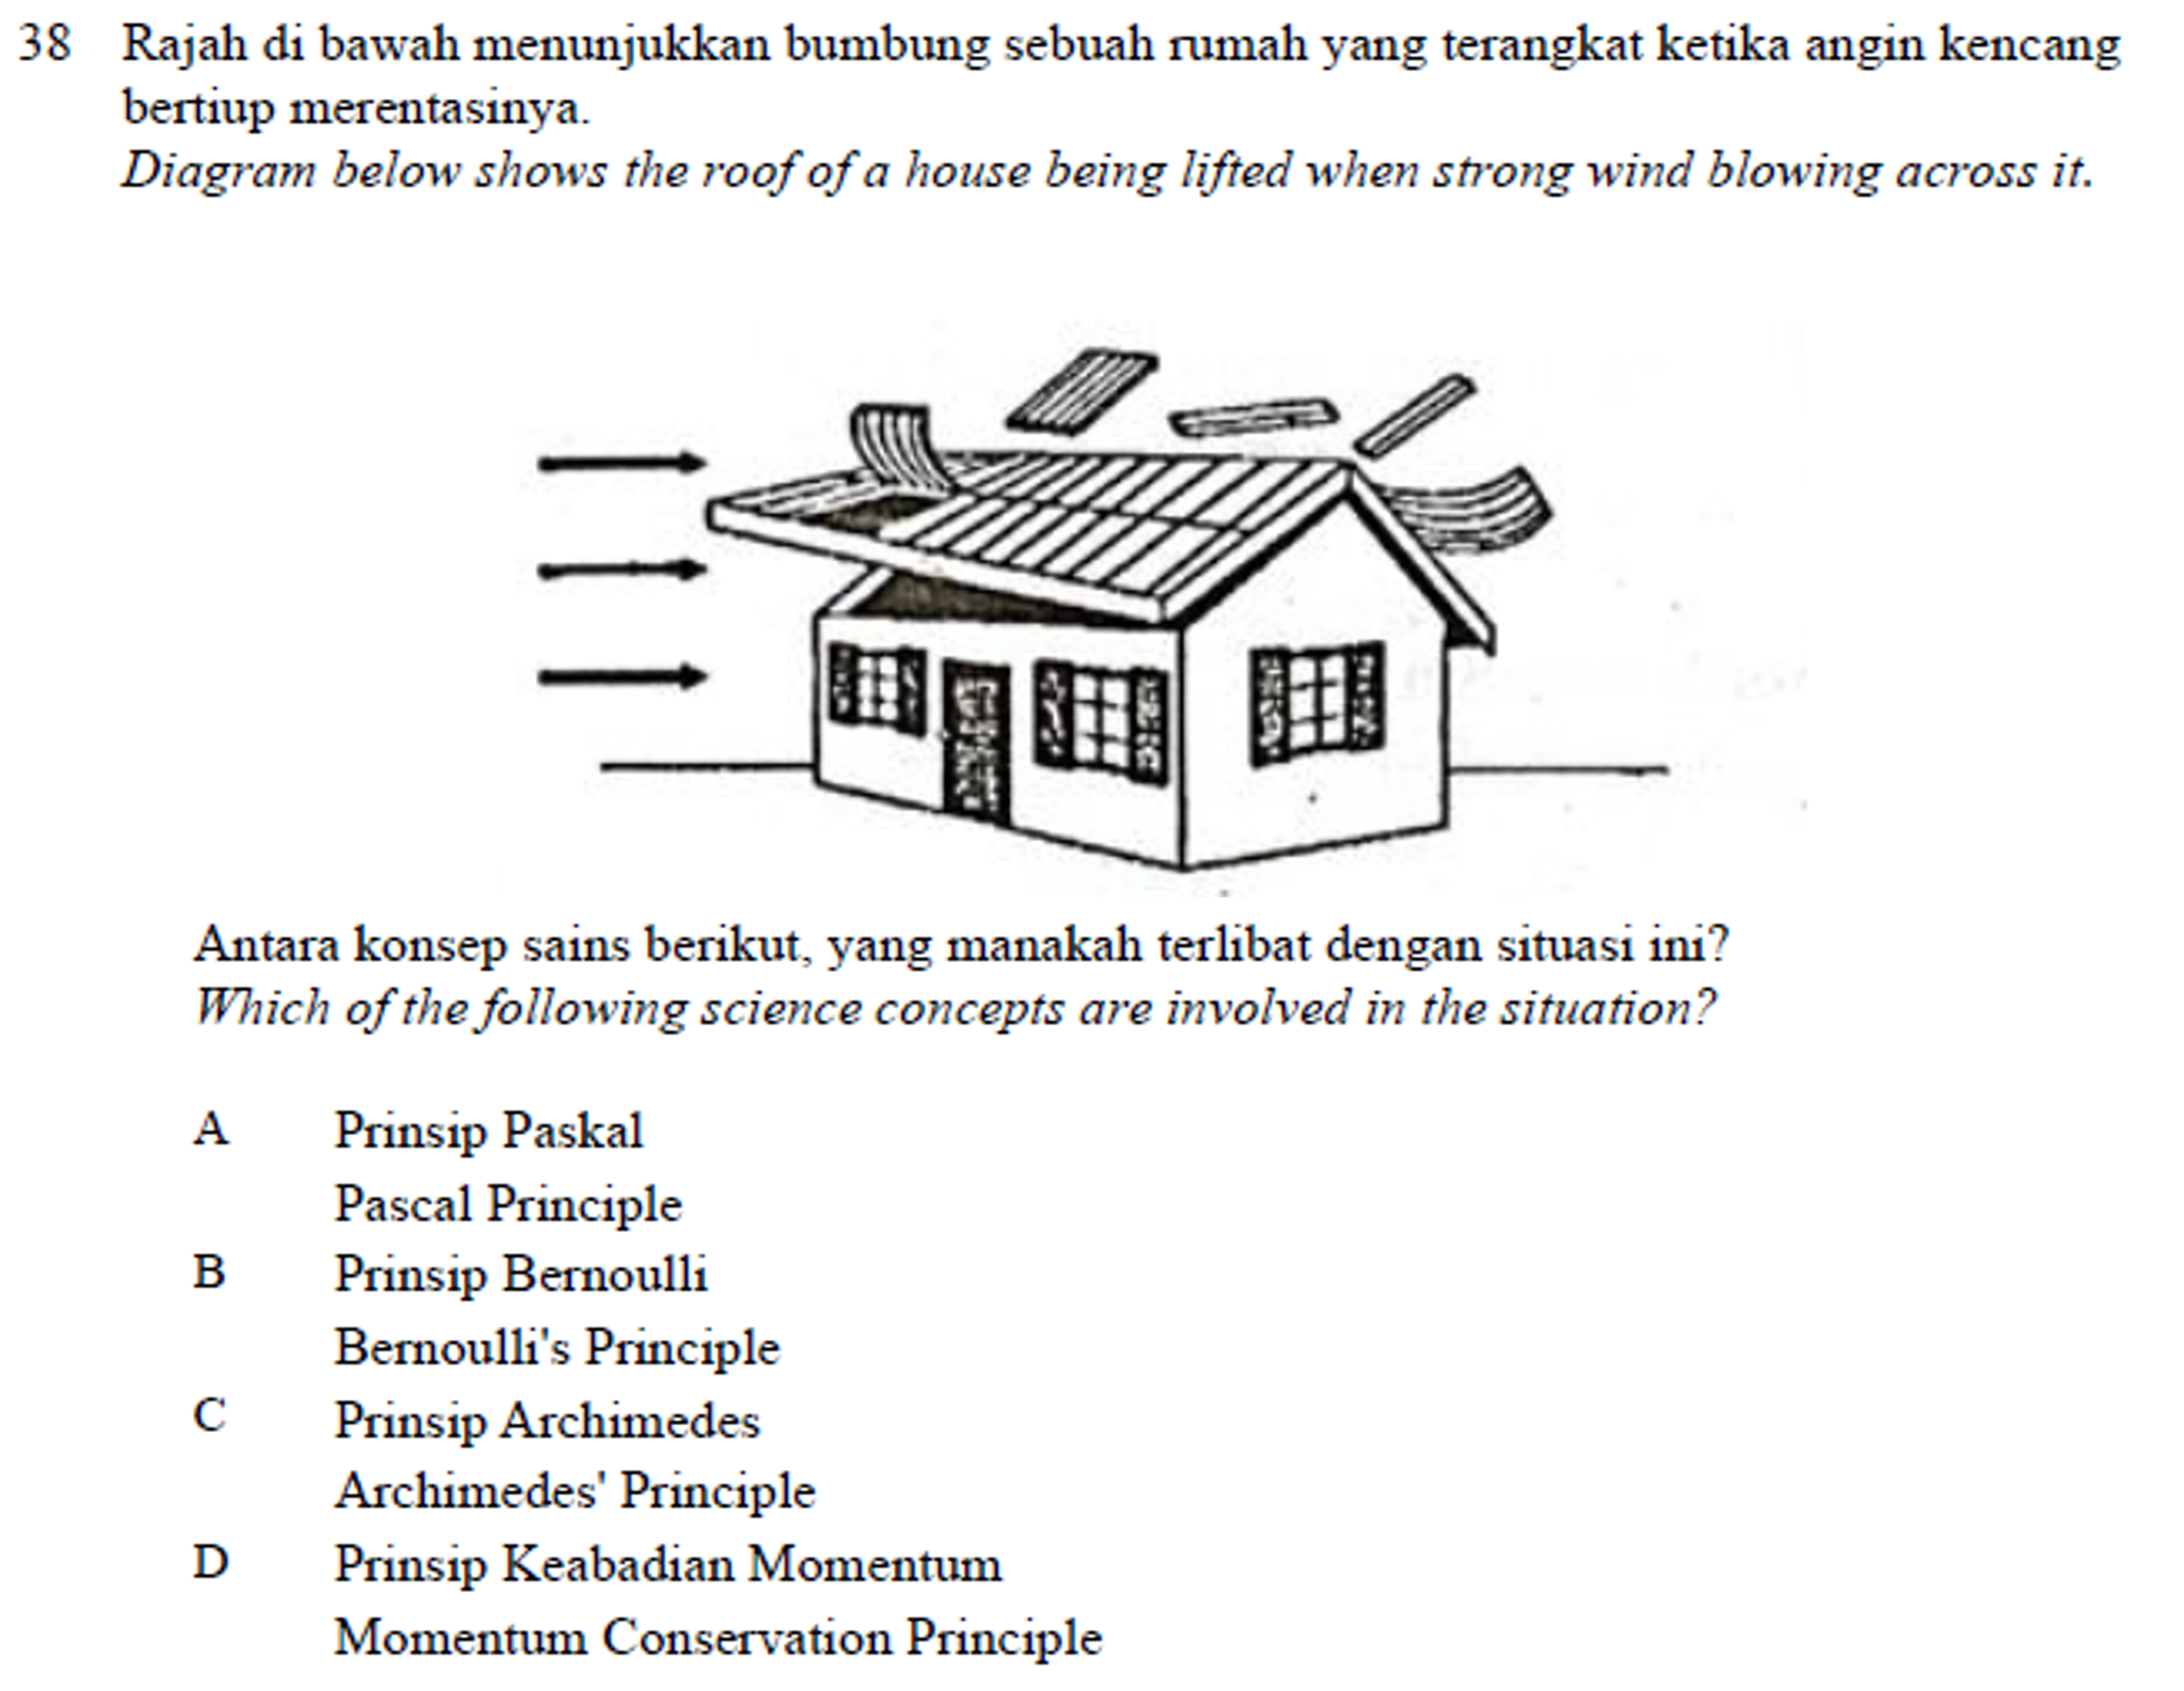 38 Rajah di bawah menunjukkan bumbung sebuah rumah yang terangkat ketika angin kencang
bertiup merentasinya.
Diagram below shows the roof of a house being lifted when strong wind blowing across it.
Antara konsep sains berikut, yang manakah terlibat dengan situasi ini?
Which of the following science concepts are involved in the situation?
A Prinsip Paskal
Pascal Principle
B Prinsip Bernoulli
Bernoulli's Principle
C Prinsip Archimedes
Archimedes' Principle
D Prinsip Keabadian Momentum
Momentum Conservation Principle